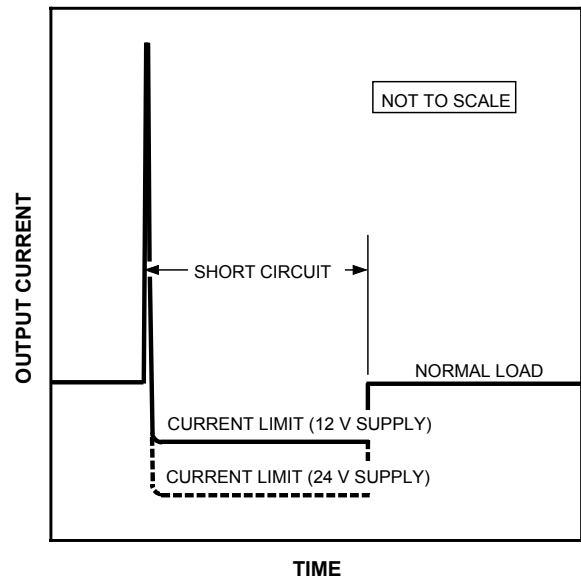 NOT TO SCALE
OUTPUT CURRENT
SHORT CIRCUIT
NORMAL LOAD
CURRENT LIMIT (12 V SUPPLY)
CURRENT LIMIT (24 V SUPPLY)
TIME